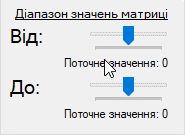 Діапазон значень матриці
Від:
Поточне значення: 0
До:
Поточне значення: 0